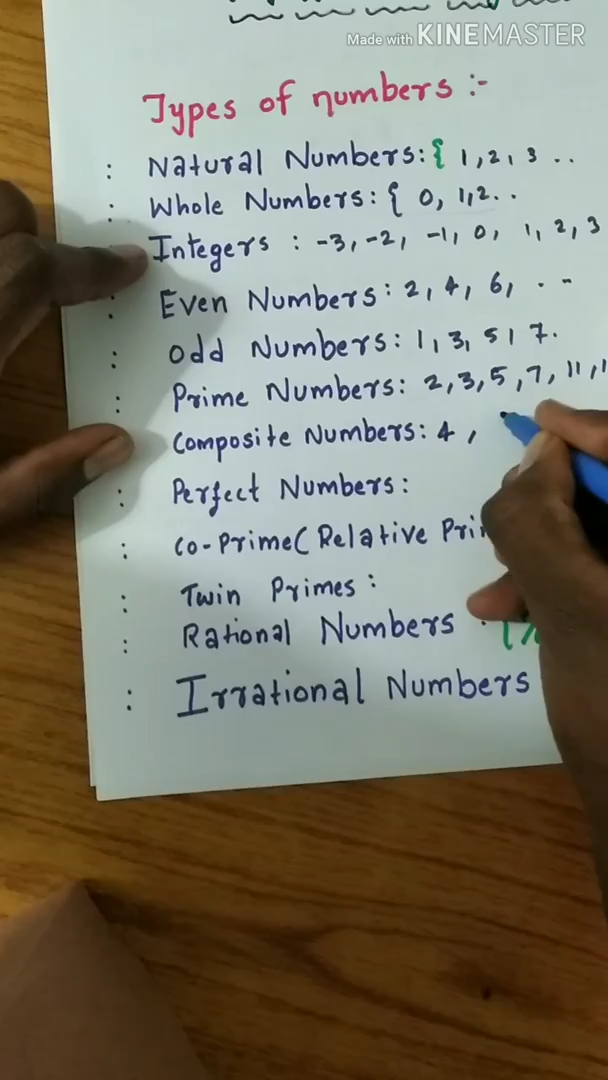 Made with KINEMASTER
Types of numbers :-
: Natural Numbers: { 1, 2, 3 ..
: Whole Numbers: { 0, 1, 2..
Integers : -3, -2, -1, 0, 1, 2, 3
: Even Numbers: 2, 4, 6, . -
: Odd Numbers: 1, 3, 5, 7.
: Prime Numbers: 2, 3, 5, 7, 11, 1
Composite Numbers: 4,
: Perfect Numbers:
: Co-Prime( Relative Pri
: Twin Primes :
: Rational Numbers
: Irrational Numbers